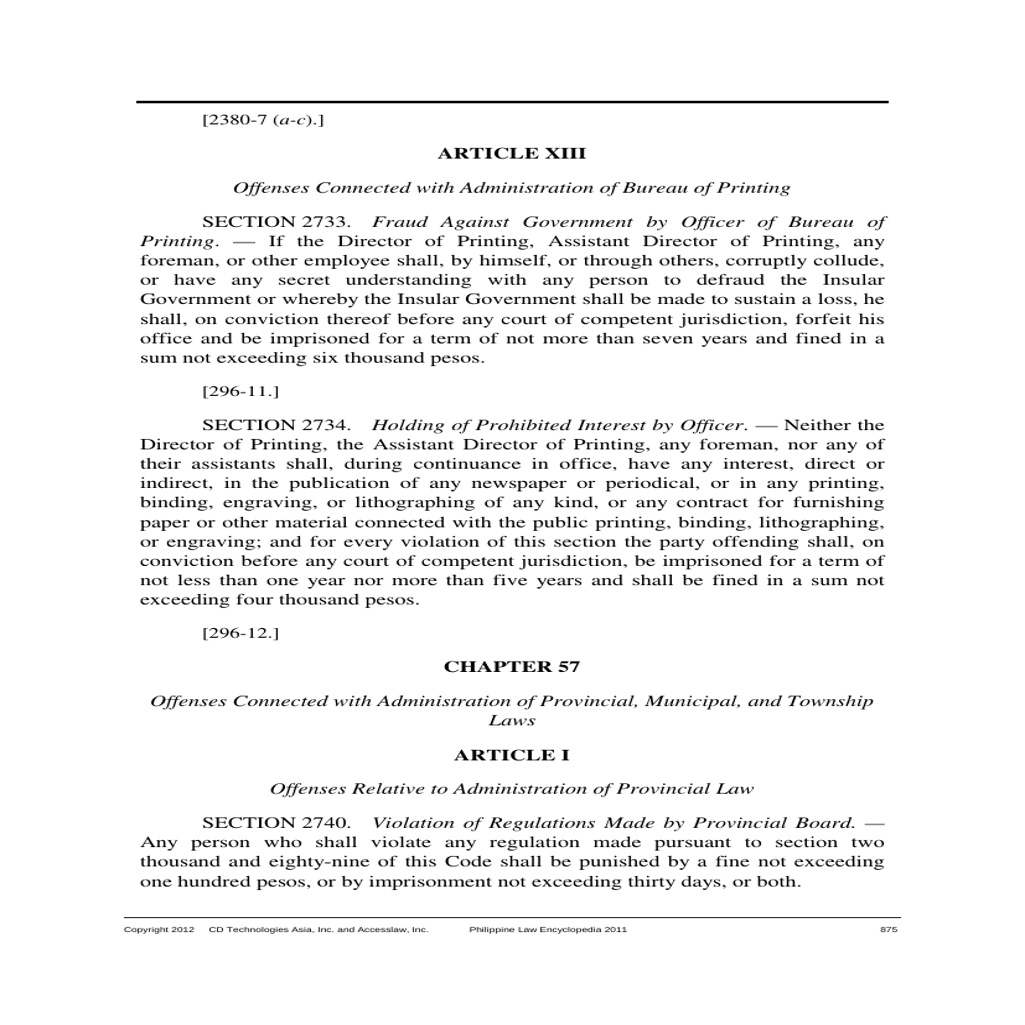 [2380-7 (a-c).]
ARTICLE XIII
Offenses Connected with Administration of Bureau of Printing
SECTION 2733. Fraud Against Government by Officer of Bureau of
Printing. — If the Director of Printing, Assistant Director of Printing, any
foreman, or other employee shall, by himself, or through others, corruptly collude,
or have any secret understanding with any person to defraud the Insular
Government or whereby the Insular Government shall be made to sustain a loss, he
shall, on conviction thereof before any court of competent jurisdiction, forfeit his
office and be imprisoned for a term of not more than seven years and fined in a
sum not exceeding six thousand pesos.
[296-11.]
SECTION 2734. Holding of Prohibited Interest by Officer. — Neither the
Director of Printing, the Assistant Director of Printing, any foreman, nor any of
their assistants shall, during continuance in office, have any interest, direct or
indirect, in the publication of any newspaper or periodical, or in any printing,
binding, engraving, or lithographing of any kind, or any contract for furnishing
paper or other material connected with the public printing, binding, lithographing,
or engraving; and for every violation of this section the party offending shall, on
conviction before any court of competent jurisdiction, be imprisoned for a term of
not less than one year nor more than five years and shall be fined in a sum not
exceeding four thousand pesos.
[296-12.]
CHAPTER 57
Offenses Connected with Administration of Provincial, Municipal, and Township
Laws
ARTICLE I
Offenses Relative to Administration of Provincial Law
SECTION 2740. Violation of Regulations Made by Provincial Board. —
Any person who shall violate any regulation made pursuant to section two
thousand and eighty-nine of this Code shall be punished by a fine not exceeding
one hundred pesos, or by imprisonment not exceeding thirty days, or both.
Copyright 2012 CD Technologies Asia, Inc. and Accesslaw, Inc. Philippine Law Encyclopedia 2011 875